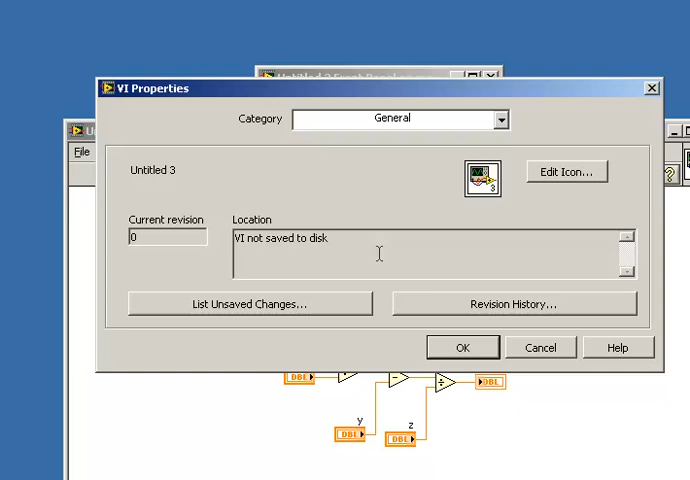 VI Properties
Category
General
File
Untitled 3
3
Edit Icon...
?
Current revision
Location
0
VI not saved to disk
List Unsaved Changes...
Revision History...
OK
Cancel
Help
DBL
y
z
DBL
DBL